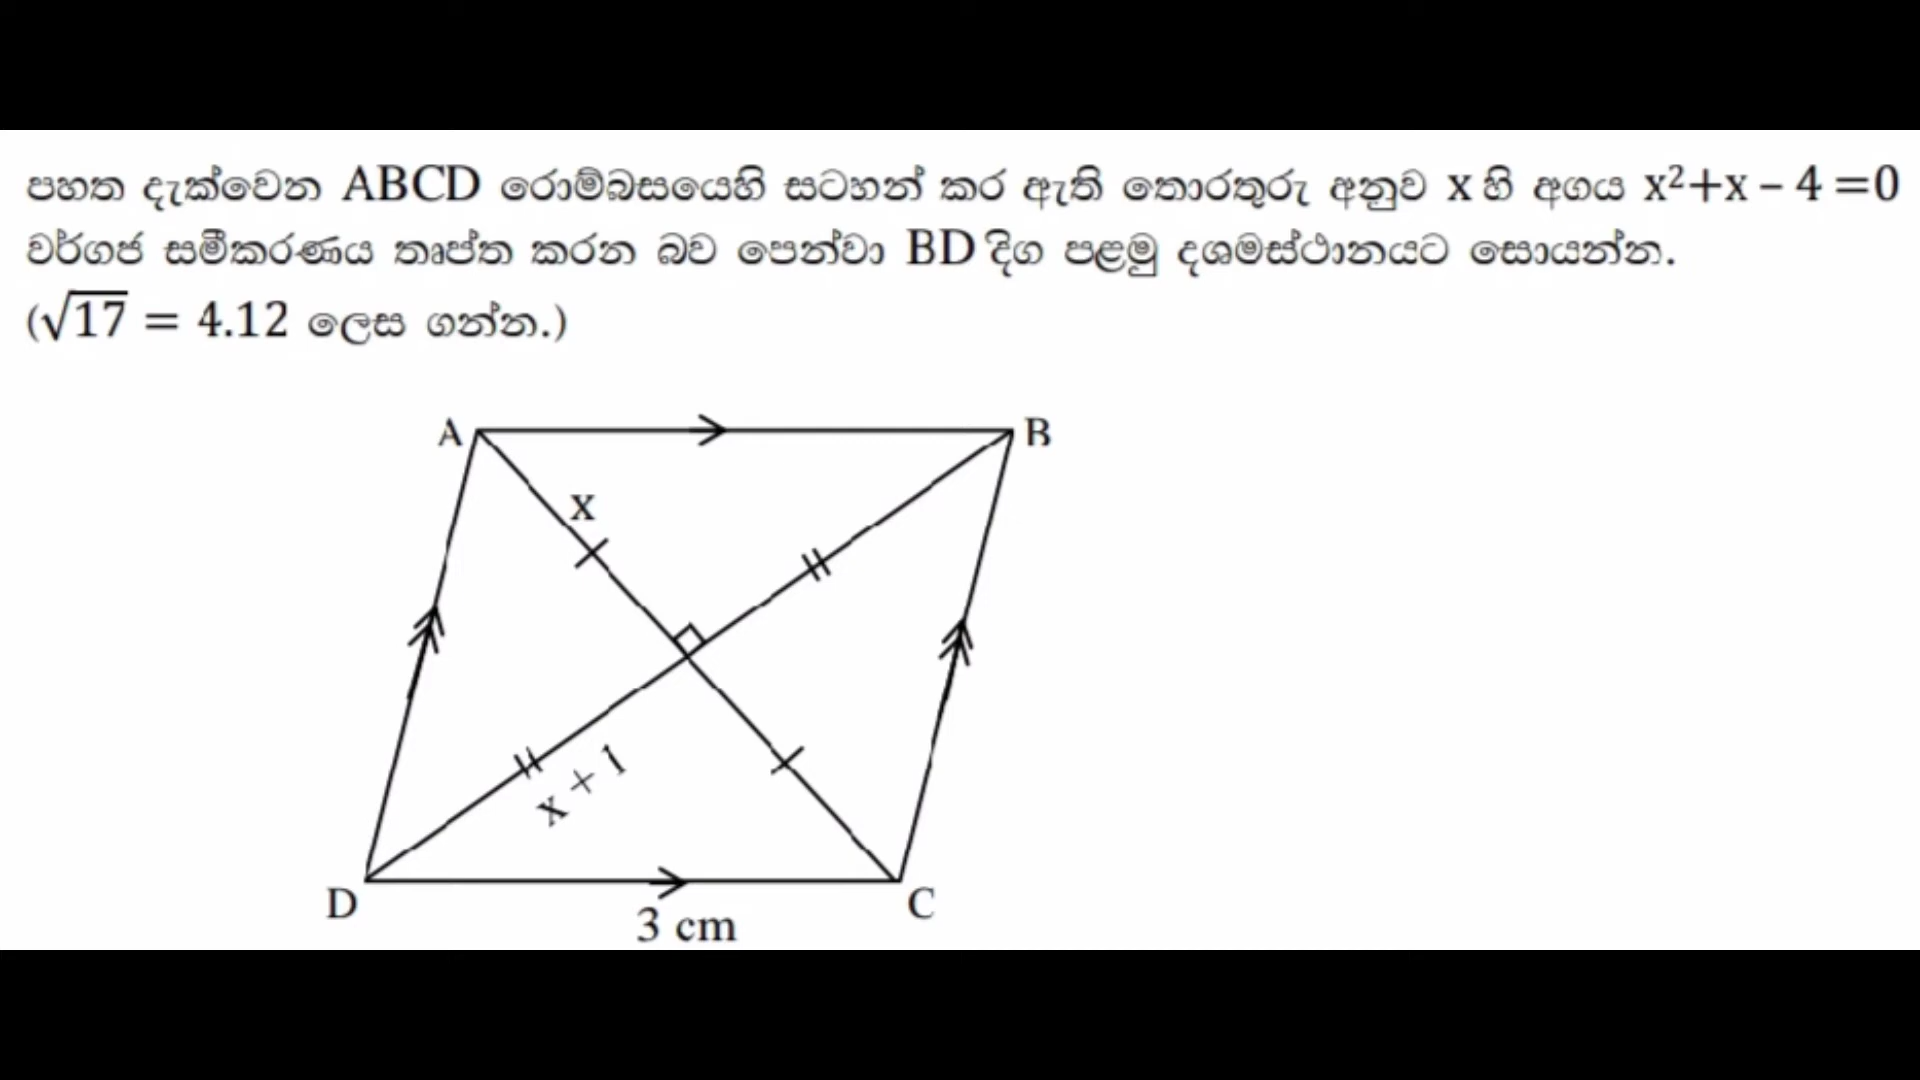 පහත දැක්වෙන ABCD රොම්බසයෙහි සටහන් කර ඇති තොරතුරු අනුව x හි අගය x²+x – 4 =0
වර්ගජ සමීකරණය තෘප්ත කරන බව පෙන්වා BD දිග පළමු දශමස්ථානයට සොයන්න.
(√17 = 4.12 ලෙස ගන්න.)
A
B
x
x + 1
D
C
3 cm